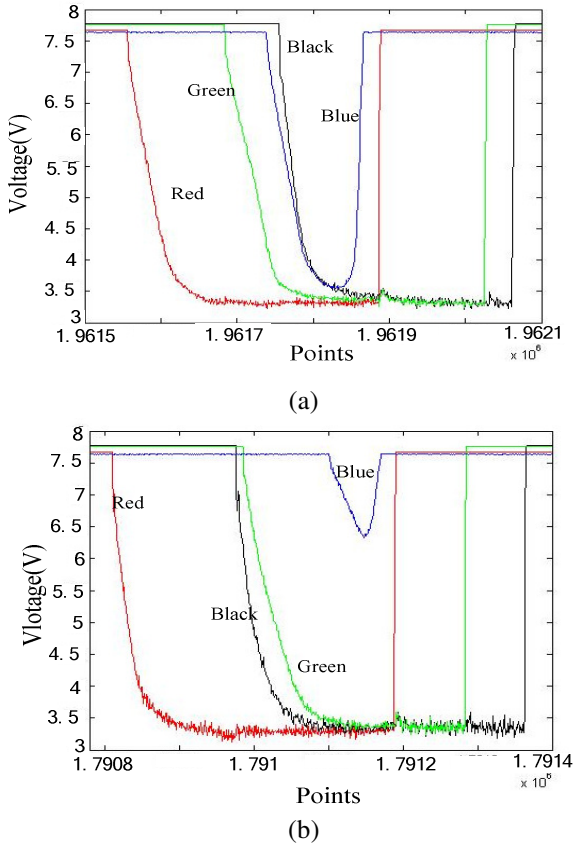 8
7.5
7
6.5
6
5.5
5
4.5
4
3.5
3
Voltage(V)
Black
Green
Blue
Red
1.9615 1.9617 1.9619 1.9621
Points
x 10⁶
(a)
8
7.5
7
6.5
6
5.5
5
4.5
4
3.5
3
Vlotage(V)
Blue
Red
Black
Green
1.7908 1.791 1.7912 1.7914
Points
x 10⁶
(b)